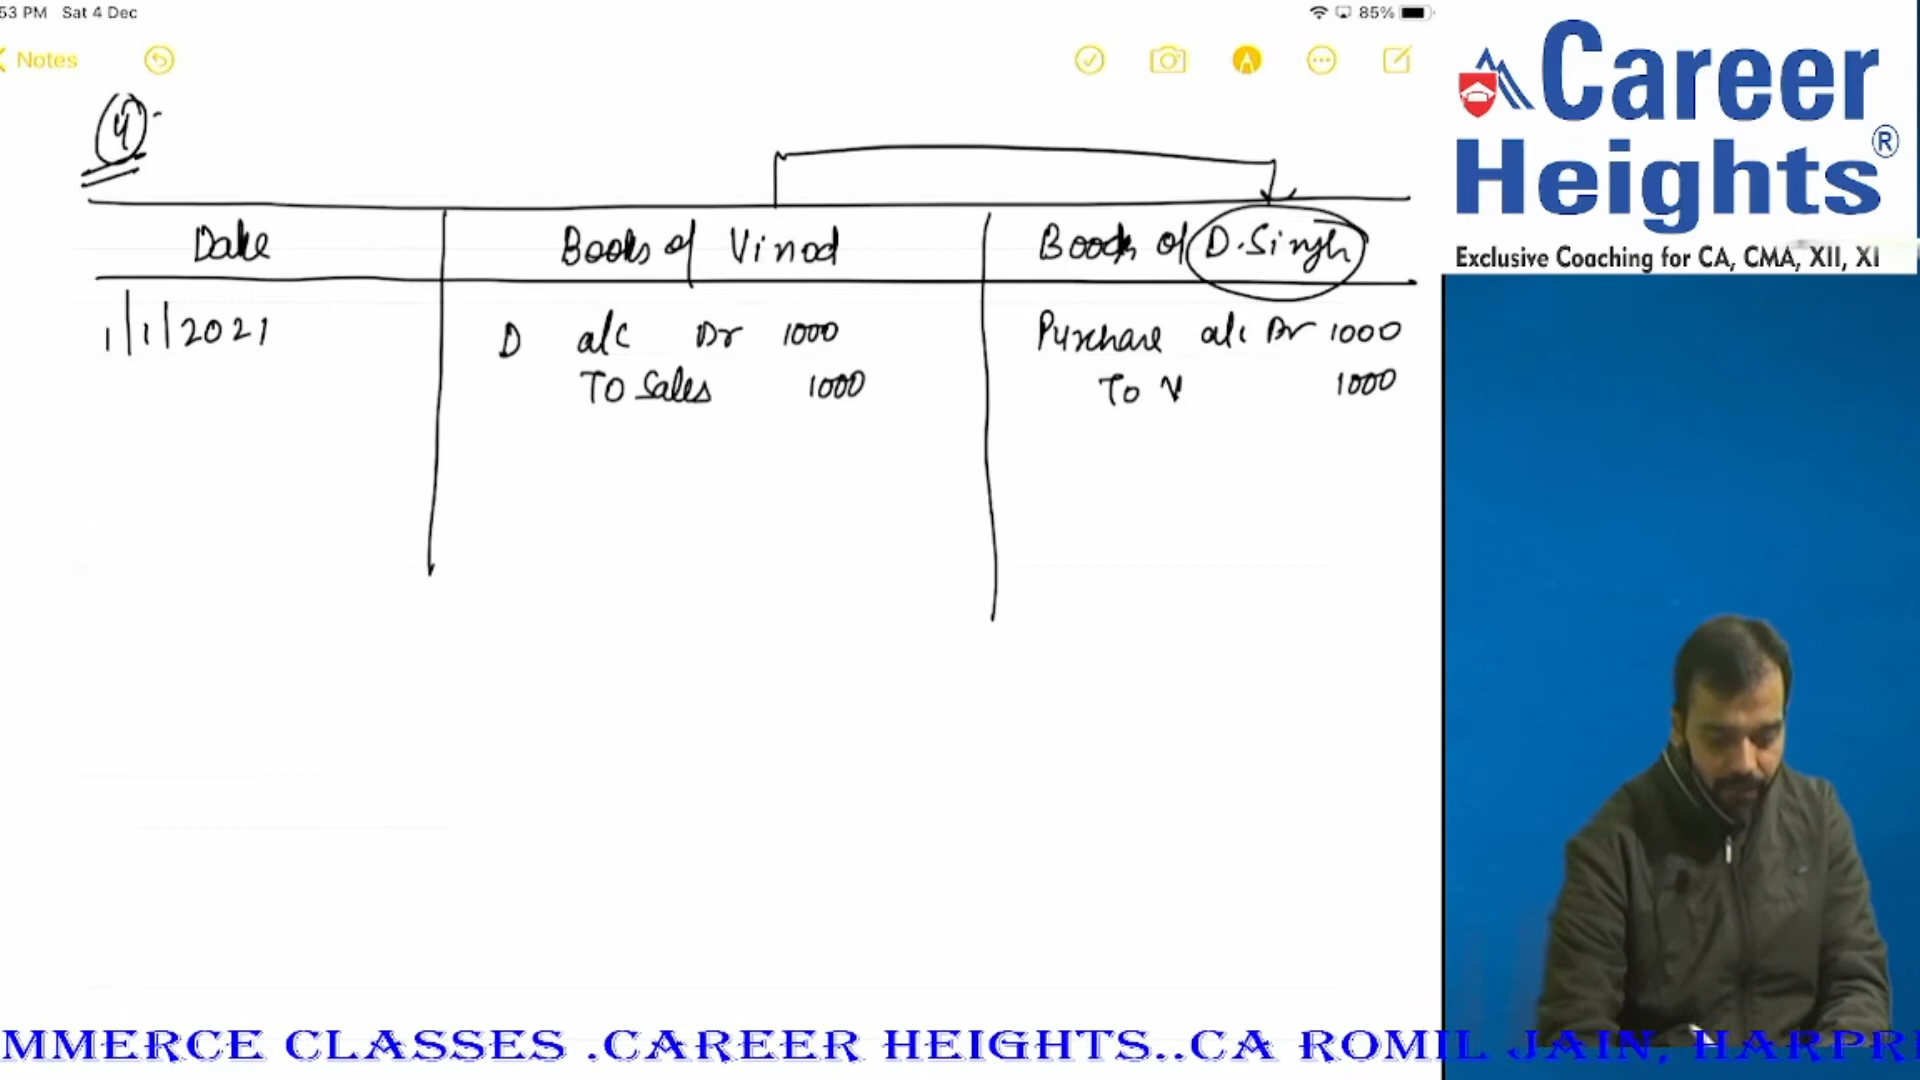 53 PM Sat 4 Dec
85%
Notes
4
Date Books of Vinod Books of D.Singh
1/1/2021 D a/c Dr 1000 Purchase a/c Dr 1000
To Sales 1000 To V 1000
Career
Heights®
Exclusive Coaching for CA, CMA, XII, XI
MMERCE CLASSES .CAREER HEIGHTS..CA ROMIL JAIN, HARPRE